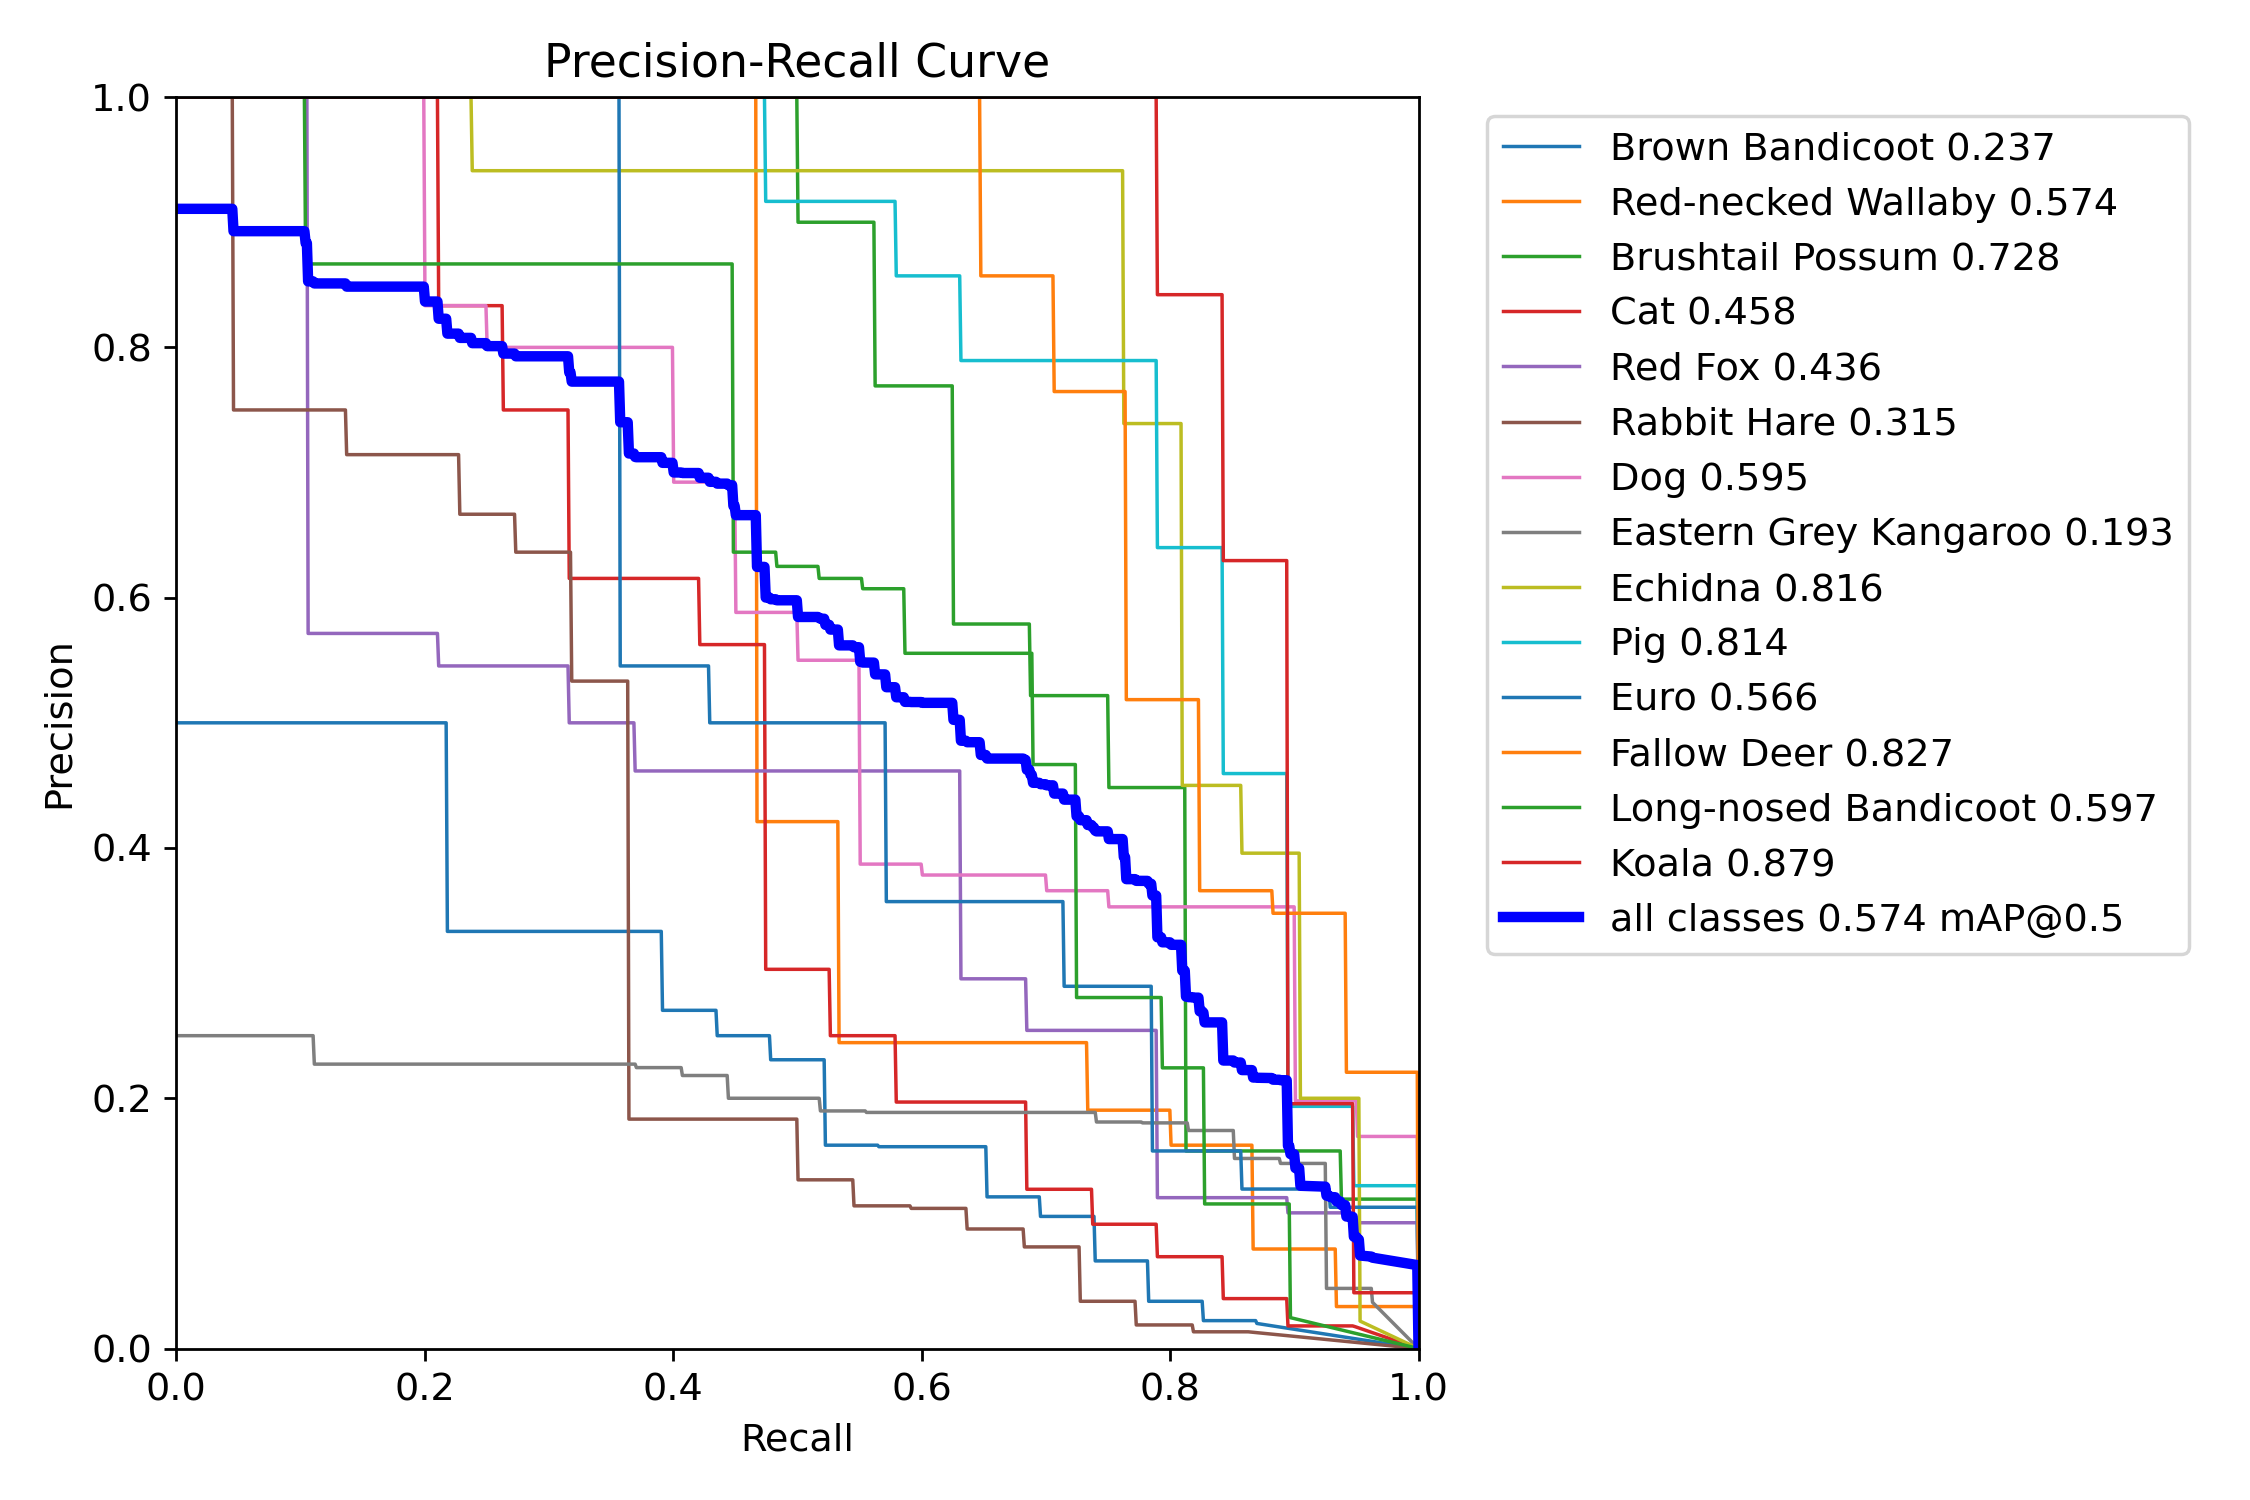 Precision-Recall Curve
1.0
0.8
0.6
0.4
0.2
0.0
Precision
0.0 0.2 0.4 0.6 0.8 1.0
Recall
Brown Bandicoot 0.237
Red-necked Wallaby 0.574
Brushtail Possum 0.728
Cat 0.458
Red Fox 0.436
Rabbit Hare 0.315
Dog 0.595
Eastern Grey Kangaroo 0.193
Echidna 0.816
Pig 0.814
Euro 0.566
Fallow Deer 0.827
Long-nosed Bandicoot 0.597
Koala 0.879
all classes 0.574 mAP@0.5